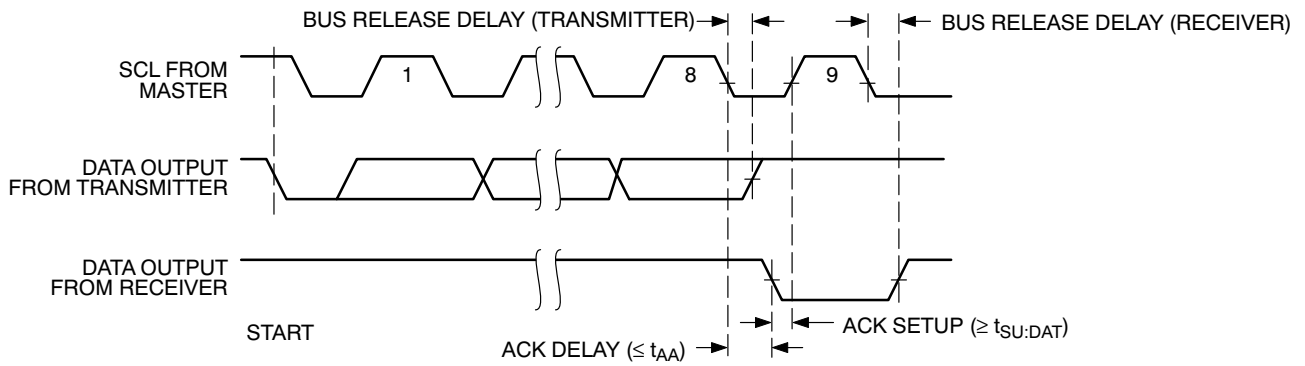 BUS RELEASE DELAY (TRANSMITTER)
BUS RELEASE DELAY (RECEIVER)
SCL FROM
MASTER
1
8
9
DATA OUTPUT
FROM TRANSMITTER
DATA OUTPUT
FROM RECEIVER
START
ACK SETUP (≥ tSU:DAT)
ACK DELAY (≤ tAA)